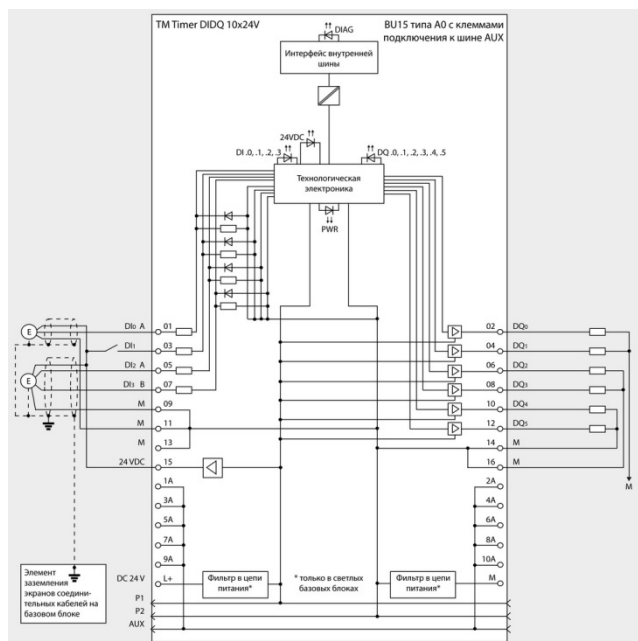 TM Timer DIDQ 10x24V
BU15 типа A0 с клеммами
подключения к шине AUX
DIAG
Интерфейс внутренней
шины
24VDC
DI .0, .1, .2, .3
DQ .0, .1, .2, .3, .4, .5
Технологическая
электроника
PWR
E
DI0 A 01
DI1 03
E
DI2 A 05
DI3 B 07
M 09
M 11
M 13
24 VDC 15
1A
3A
5A
7A
9A
02 DQ0
04 DQ1
06 DQ2
08 DQ3
10 DQ4
12 DQ5
14 M
16 M
M
2A
4A
6A
8A
10A
Элемент
заземления
экранов соедини-
тельных кабелей на
базовом блоке
DC 24 V L+
Фильтр в цепи
питания*
* только в светлых
базовых блоках
Фильтр в цепи
питания*
M
P1
P2
AUX